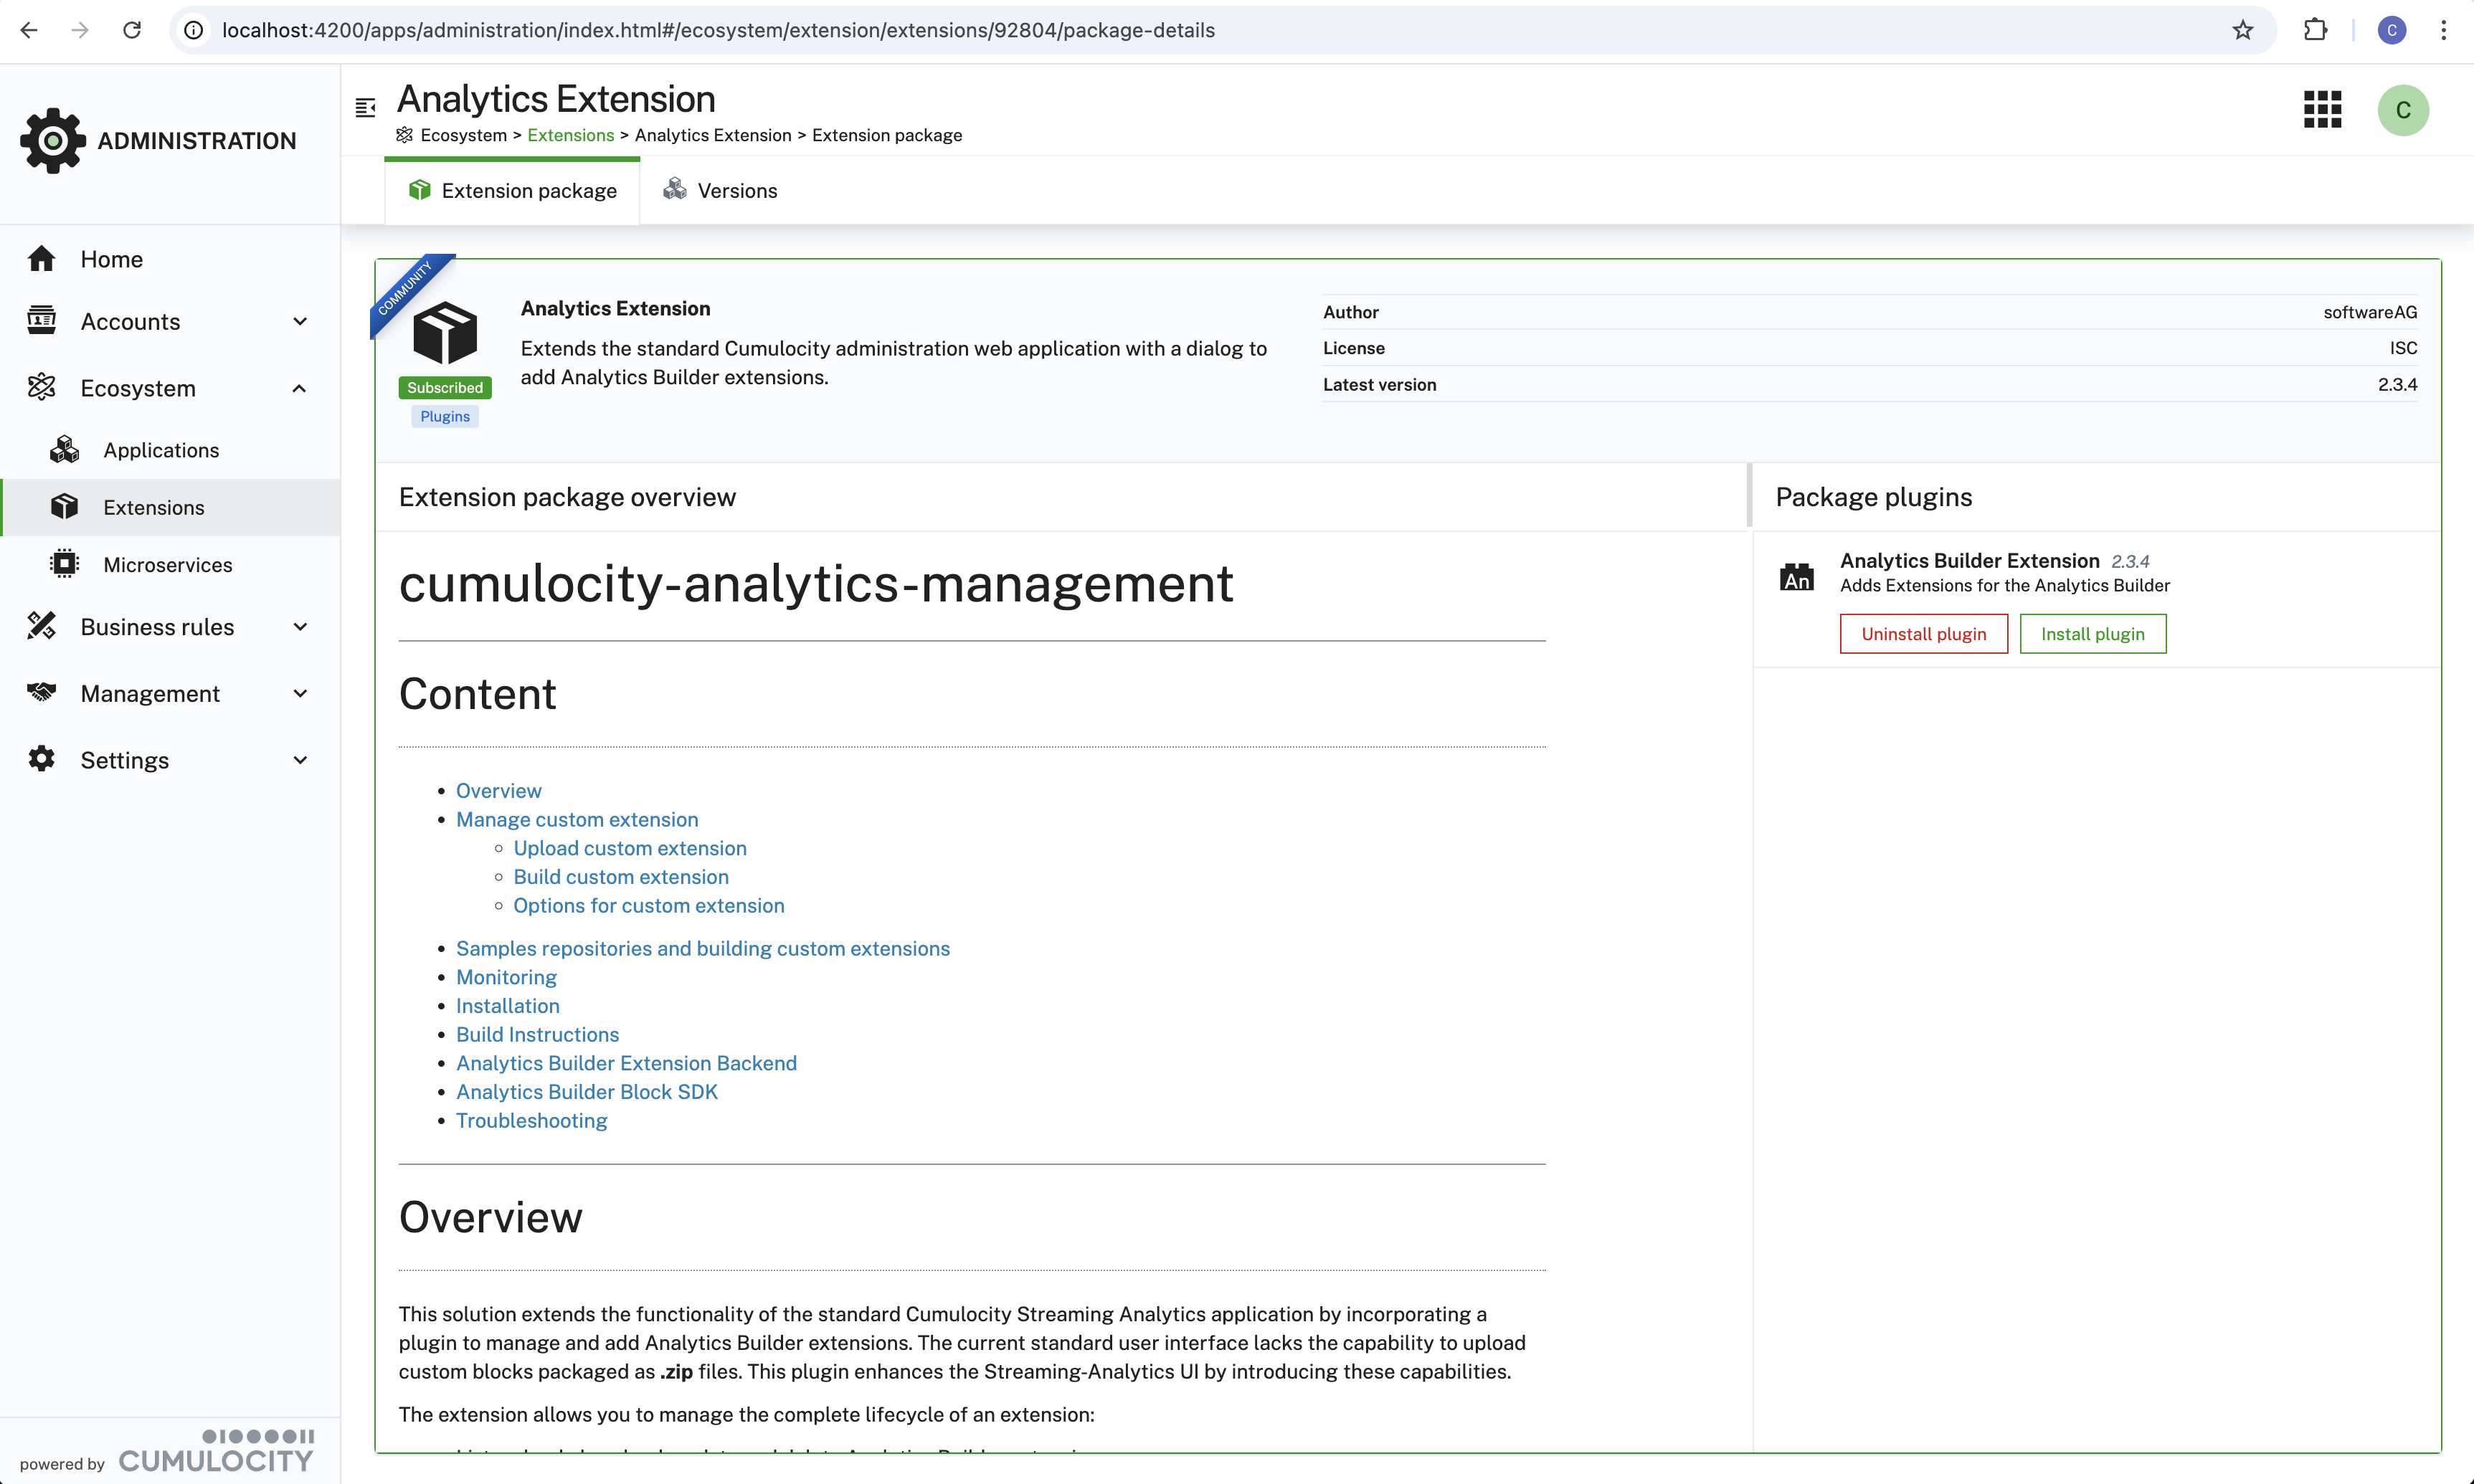 localhost:4200/apps/administration/index.html#/ecosystem/extension/extensions/92804/package-details
C
ADMINISTRATION
Analytics Extension
Ecosystem > Extensions > Analytics Extension > Extension package
C
Extension package
Versions
Home
Accounts
Ecosystem
Applications
Extensions
Microservices
Business rules
Management
Settings
powered by CUMULOCITY
COMMUNITY
Subscribed
Plugins
Analytics Extension
Extends the standard Cumulocity administration web application with a dialog to
add Analytics Builder extensions.
Author softwareAG
License ISC
Latest version 2.3.4
Extension package overview
cumulocity-analytics-management
Content
Overview
Manage custom extension
Upload custom extension
Build custom extension
Options for custom extension
Samples repositories and building custom extensions
Monitoring
Installation
Build Instructions
Analytics Builder Extension Backend
Analytics Builder Block SDK
Troubleshooting
Overview
This solution extends the functionality of the standard Cumulocity Streaming Analytics application by incorporating a
plugin to manage and add Analytics Builder extensions. The current standard user interface lacks the capability to upload
custom blocks packaged as .zip files. This plugin enhances the Streaming-Analytics UI by introducing these capabilities.
The extension allows you to manage the complete lifecycle of an extension:
Package plugins
An
Analytics Builder Extension 2.3.4
Adds Extensions for the Analytics Builder
Uninstall plugin
Install plugin